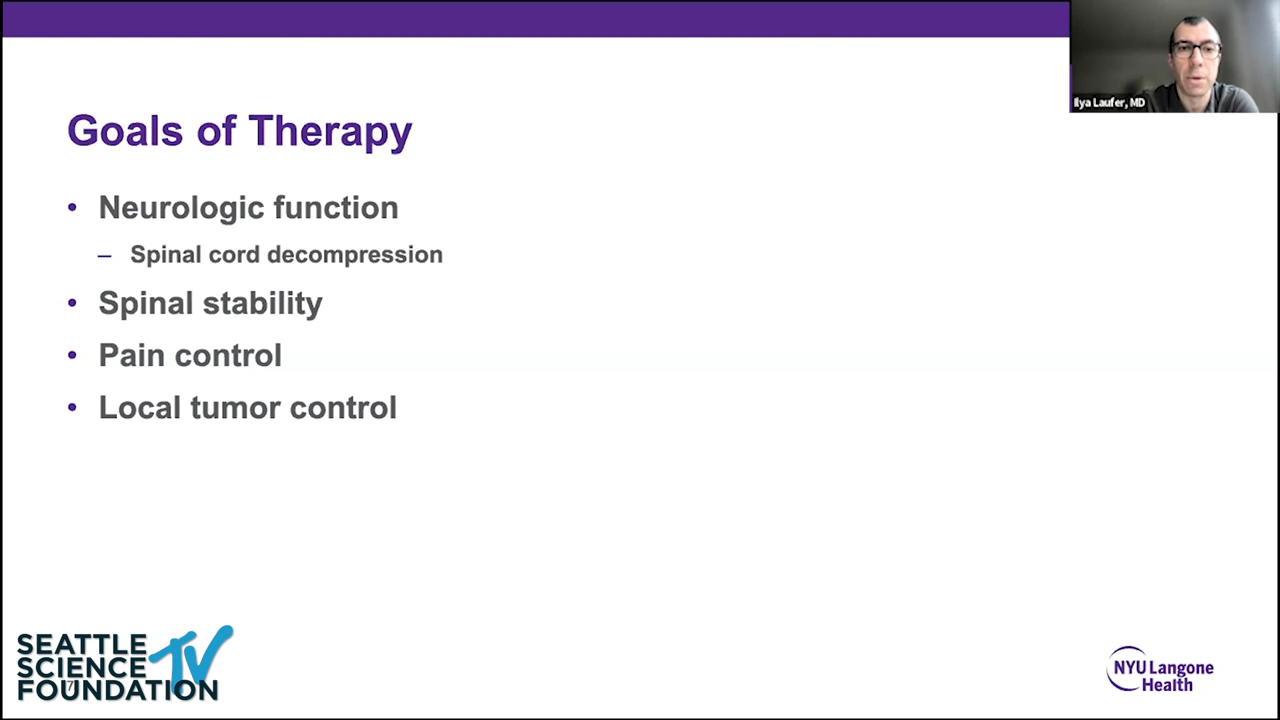 Ilya Laufer, MD
Goals of Therapy
• Neurologic function
– Spinal cord decompression
• Spinal stability
• Pain control
• Local tumor control
SEATTLE
SCIENCE TV
FOUNDATION
NYU Langone
Health